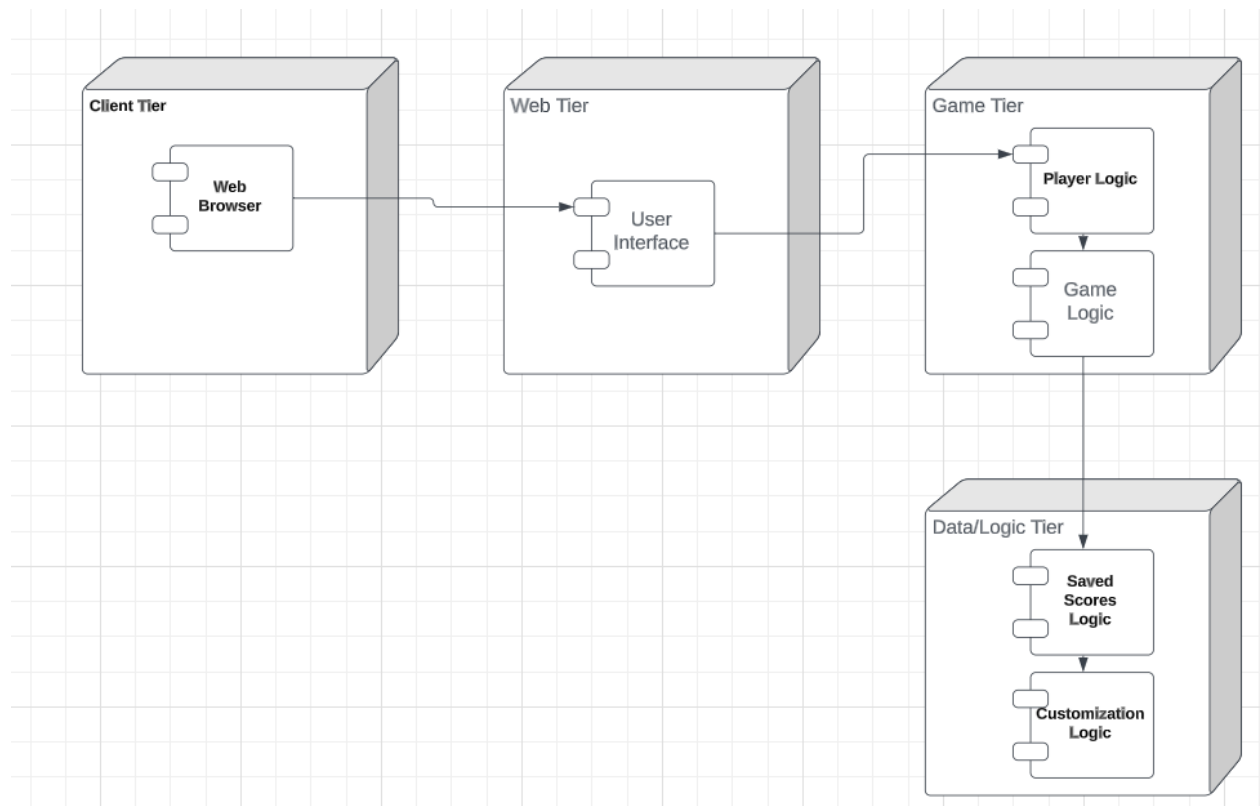 Client Tier
Web
Browser
Web Tier
User
Interface
Game Tier
Player Logic
Game
Logic
Data/Logic Tier
Saved
Scores
Logic
Customization
Logic